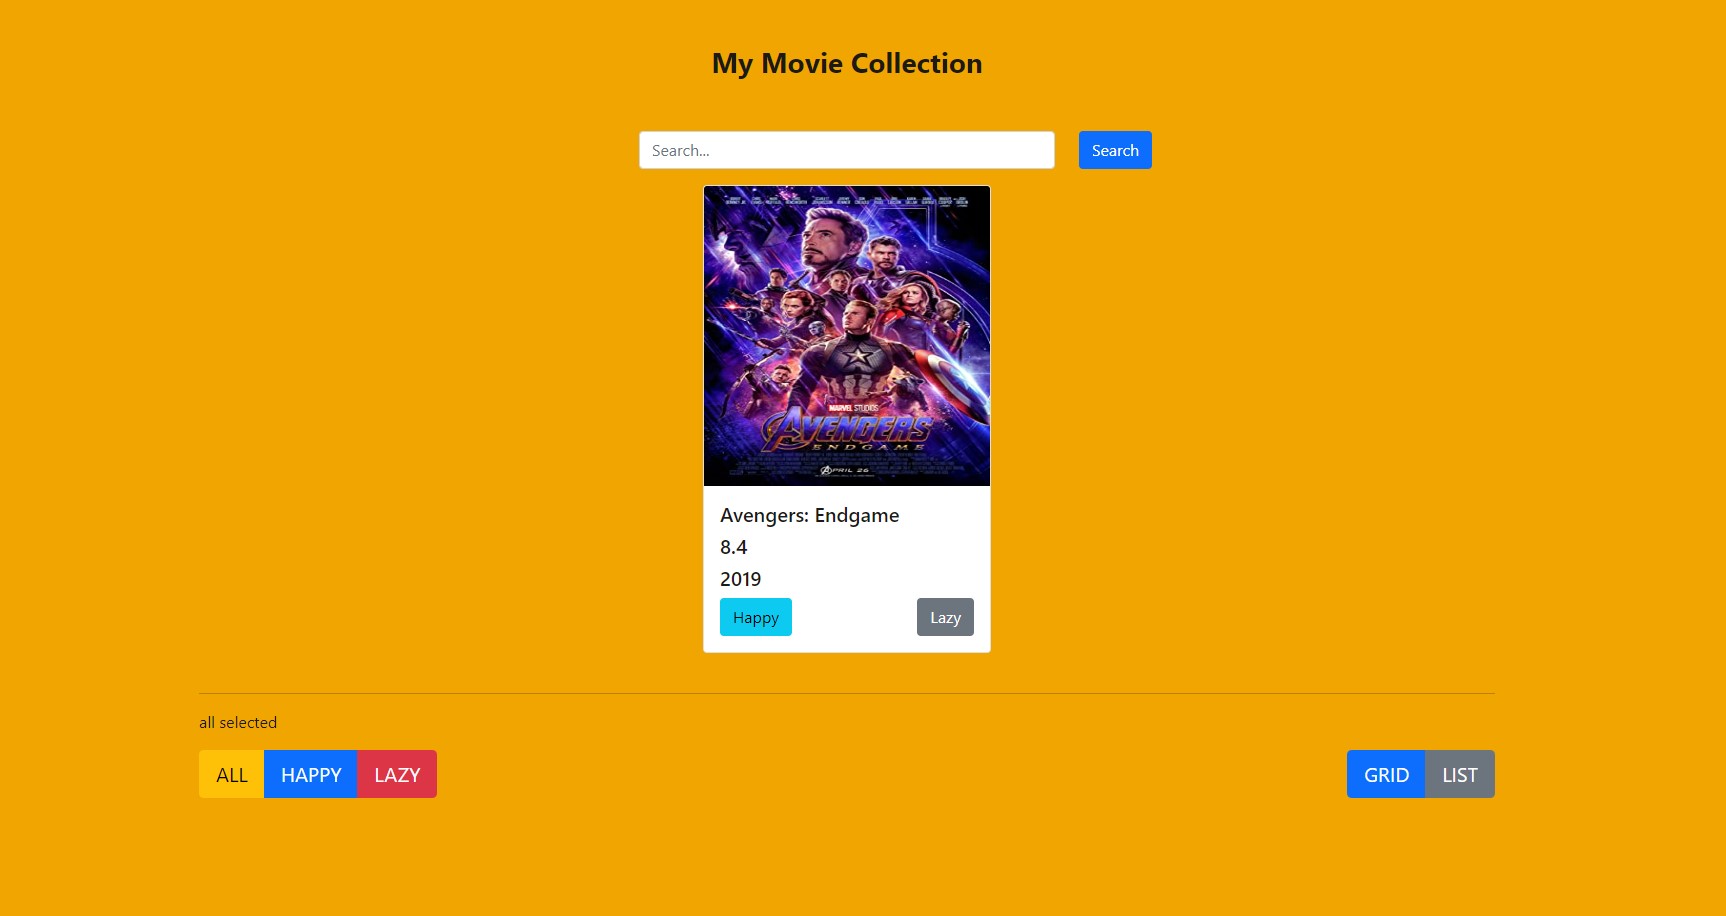 My Movie Collection
Search...
Search
MARVEL STUDIOS
AVENGERS
ENDGAME
APRIL 26
Avengers: Endgame
8.4
2019
Happy
Lazy
all selected
ALL
HAPPY
LAZY
GRID
LIST